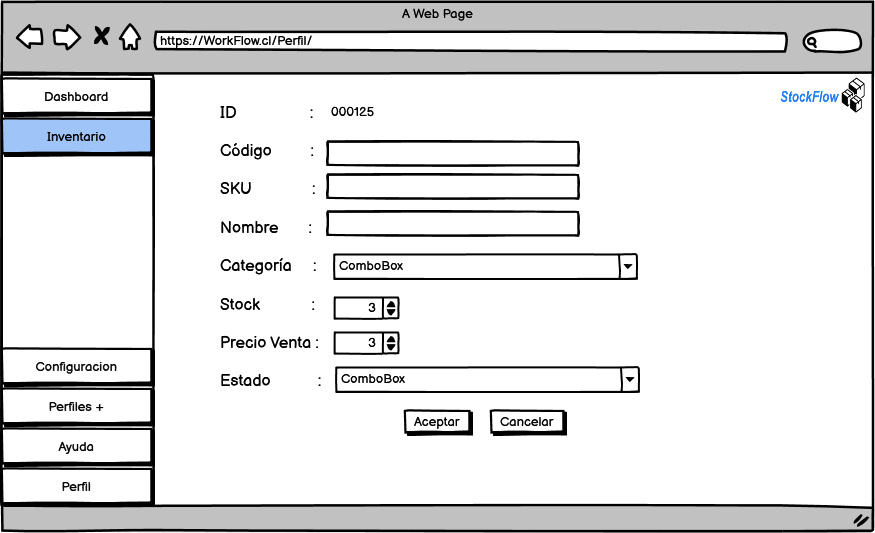 A Web Page
https://WorkFlow.cl/Perfil/
StockFlow
Dashboard
Inventario
Configuracion
Perfiles +
Ayuda
Perfil
ID : 000125
Código :
SKU :
Nombre :
Categoría : ComboBox
Stock : 3
Precio Venta : 3
Estado : ComboBox
Aceptar Cancelar